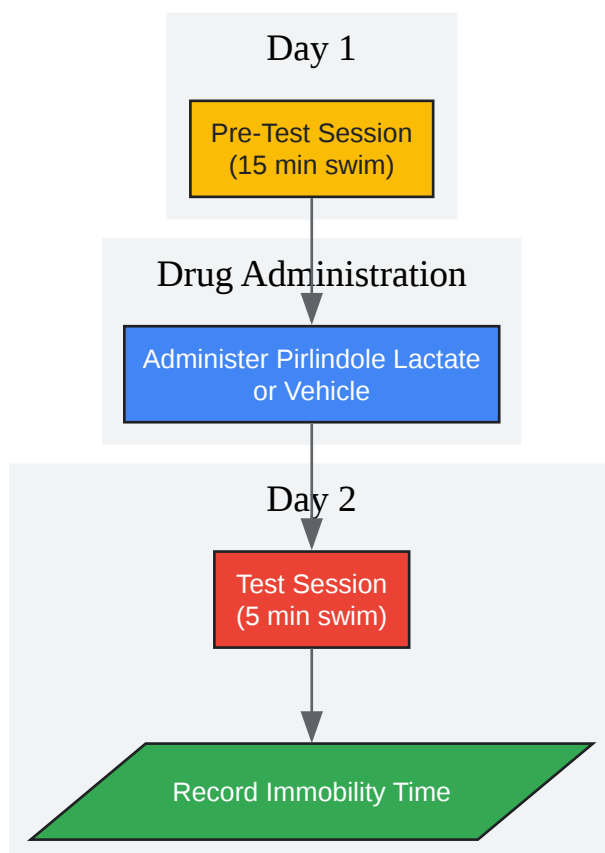 Day 1
Pre-Test Session
(15 min swim)
Drug Administration
Administer Pirlindole Lactate
or Vehicle
Day 2
Test Session
(5 min swim)
Record Immobility Time